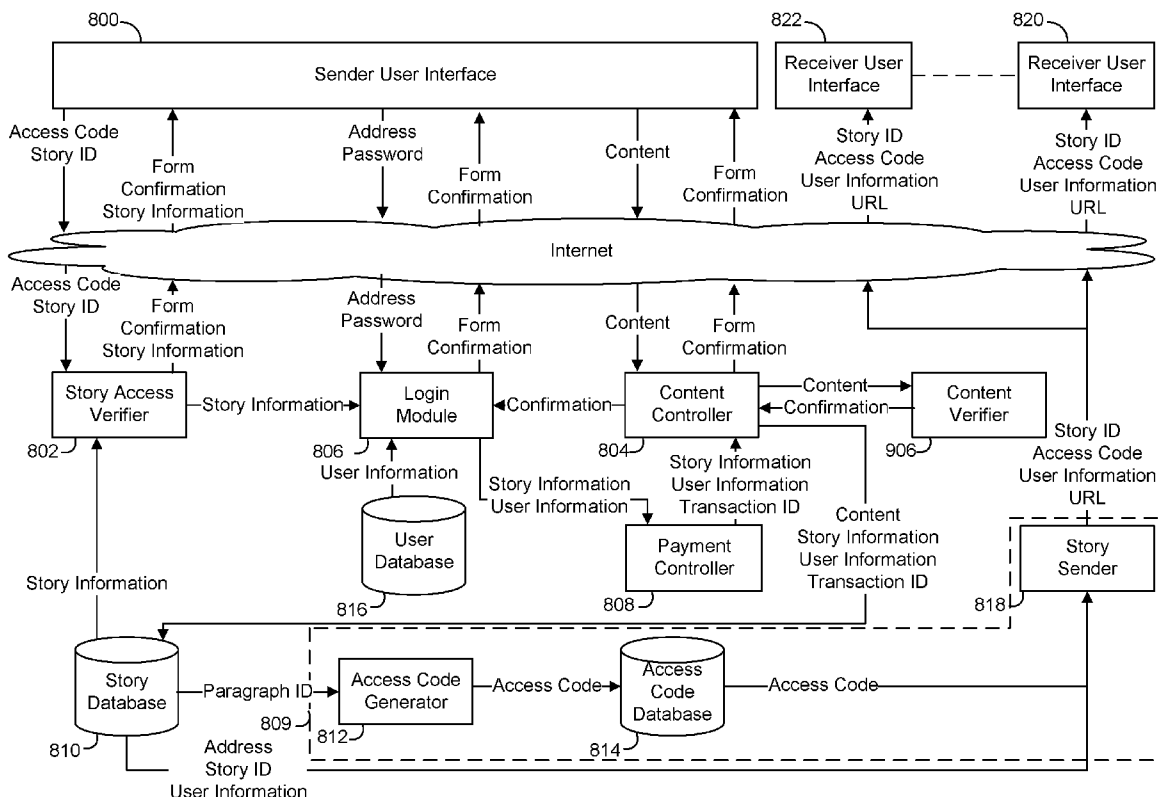 800
822
820
Sender User Interface
Receiver User
Interface
Receiver User
Interface
Access Code
Story ID
Form
Confirmation
Story Information
Address
Password
Form
Confirmation
Content
Form
Confirmation
Story ID
Access Code
User Information
URL
Story ID
Access Code
User Information
URL
Internet
Access Code
Story ID
Form
Confirmation
Story Information
Address
Password
Form
Confirmation
Content
Form
Confirmation
Story Access
Verifier
802
Story Information
Login
Module
806
Confirmation
Content
Controller
804
Content
Confirmation
Content
Verifier
906
User Information
Story Information
User Information
Story Information
User Information
Transaction ID
Story ID
Access Code
User Information
URL
User
Database
816
Payment
Controller
808
Content
Story Information
User Information
Transaction ID
Story
Sender
818
Story Information
Story
Database
810
Paragraph ID
809
Access Code
Generator
812
Access Code
Access
Code
Database
814
Access Code
Address
Story ID
User Information